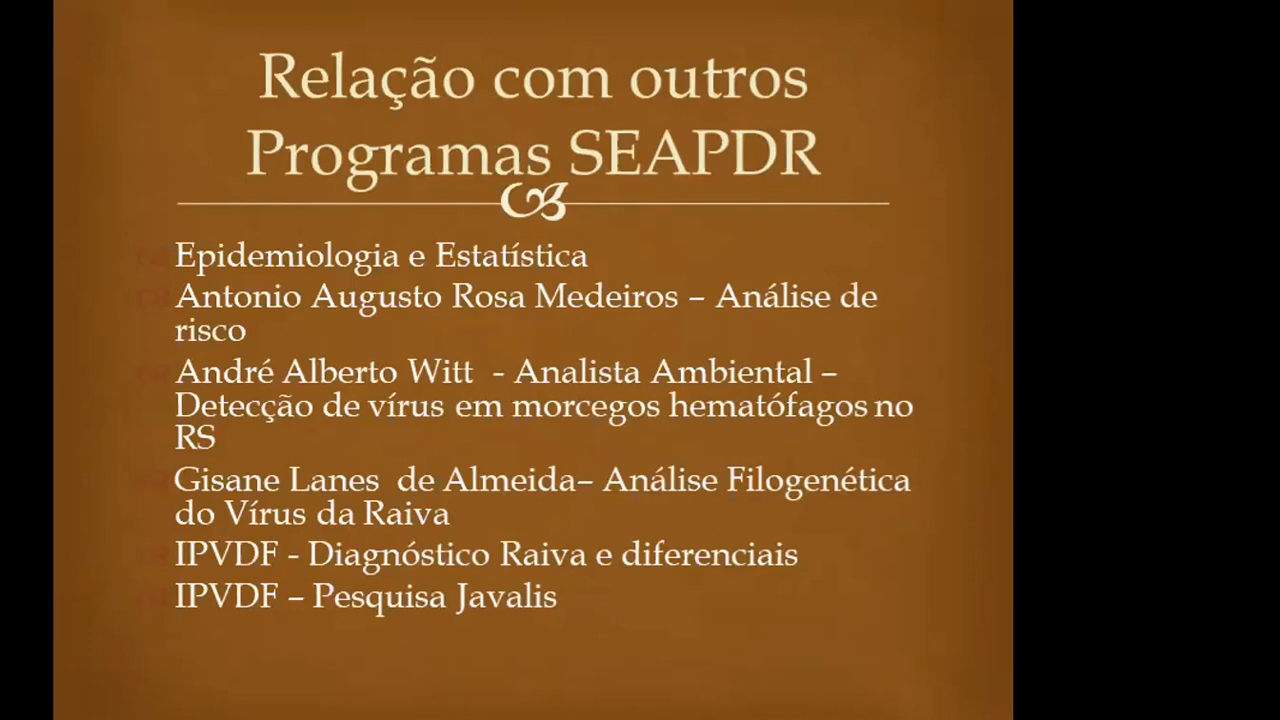 Relação com outros
Programas SEAPDR
Epidemiologia e Estatística
Antonio Augusto Rosa Medeiros – Análise de
risco
André Alberto Witt  - Analista Ambiental –
Detecção de vírus em morcegos hematófagos no
RS
Gisane Lanes  de Almeida– Análise Filogenética
do Vírus da Raiva
IPVDF - Diagnóstico Raiva e diferenciais
IPVDF – Pesquisa Javalis